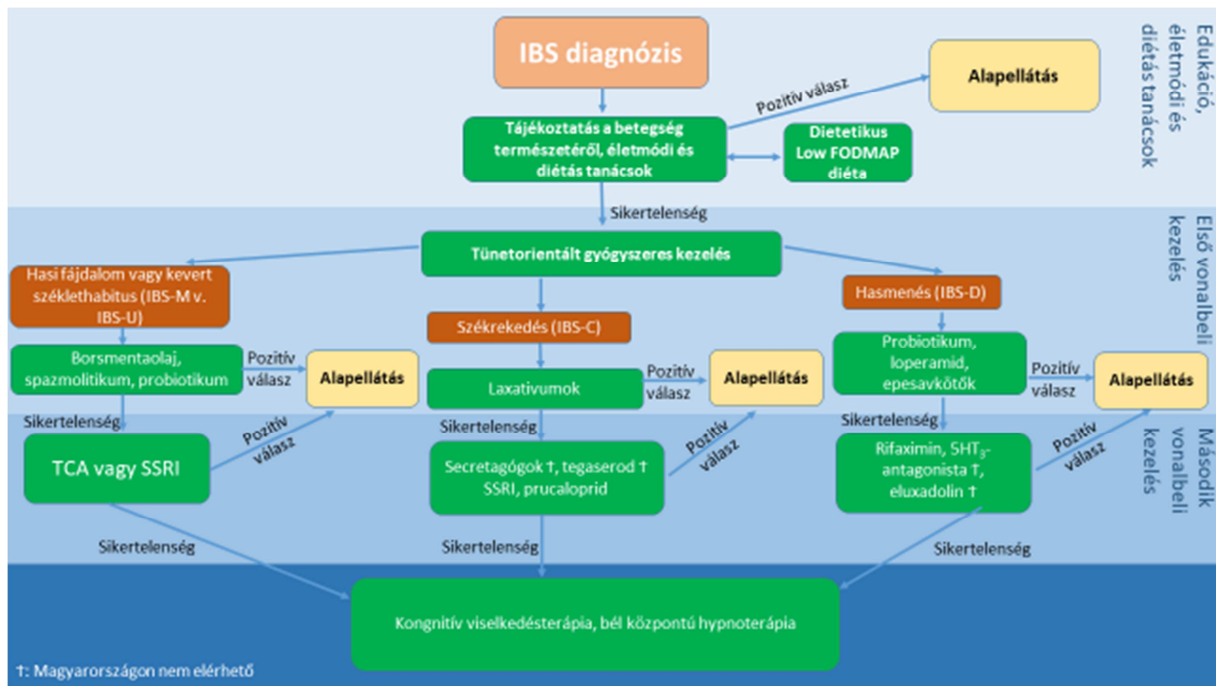 IBS diagnózis
Edukáció,
életmódi és
diétás tanácsok
Alapellátás
Pozitív válasz
Tájékoztatás a betegség
természetéről, életmódi és
diétás tanácsok
Dietetikus
Low FODMAP
diéta
Sikertelenség
Első vonalbeli
kezelés
Tünetorientált gyógyszeres kezelés
Hasi fájdalom vagy kevert
széklethabitus (IBS-M v.
IBS-U)
Székrekedés (IBS-C)
Hasmenés (IBS-D)
Borsmentaolaj,
spazmolitikum, probiotikum
Pozitív
válasz
Alapellátás
Laxativumok
Pozitív
válasz
Alapellátás
Probiotikum,
loperamid,
epesavkötők
Pozitív
válasz
Alapellátás
Sikertelenség
Sikertelenség
Sikertelenség
Második
vonalbeli
kezelés
TCA vagy SSRI
Pozitív
válasz
Secretagógok †, tegaserod †
SSRI, prucaloprid
Pozitív
válasz
Rifaximin, 5HT₃-
antagonista †,
eluxadolin †
Pozitív
válasz
Sikertelenség
Sikertelenség
Sikertelenség
Kongnitív viselkedésterápia, bél központú hypnoterápia
†: Magyarországon nem elérhető